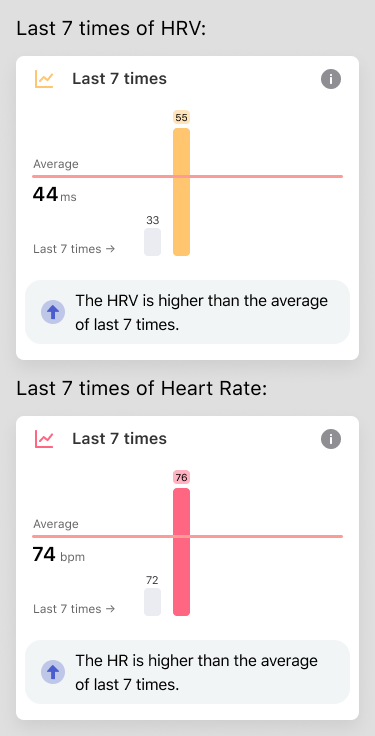 Last 7 times of HRV:
Last 7 times
55
Average
44 ms
33
Last 7 times →
The HRV is higher than the average
of last 7 times.
Last 7 times of Heart Rate:
Last 7 times
76
Average
74 bpm
72
Last 7 times →
The HR is higher than the average
of last 7 times.